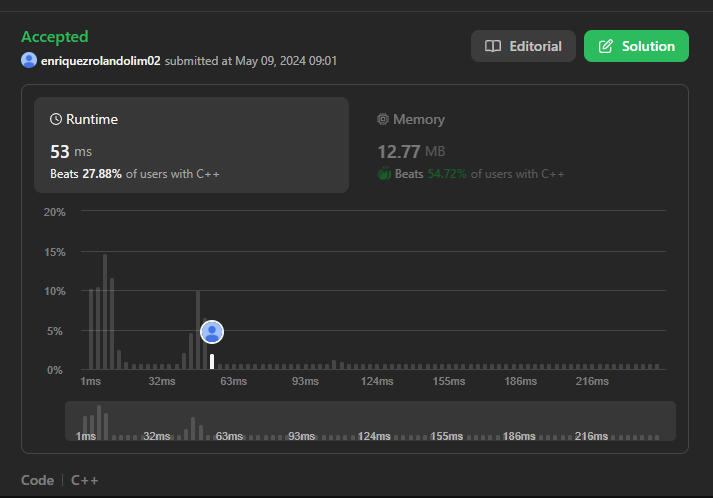 Accepted
enriquezrolandolim02 submitted at May 09, 2024 09:01
Editorial
Solution
Runtime
53 ms
Beats 27.88% of users with C++
Memory
12.77 MB
Beats 54.72% of users with C++
20%
15%
10%
5%
0%
1ms 32ms 63ms 93ms 124ms 155ms 186ms 216ms
1ms 32ms 63ms 93ms 124ms 155ms 186ms 216ms
Code | C++